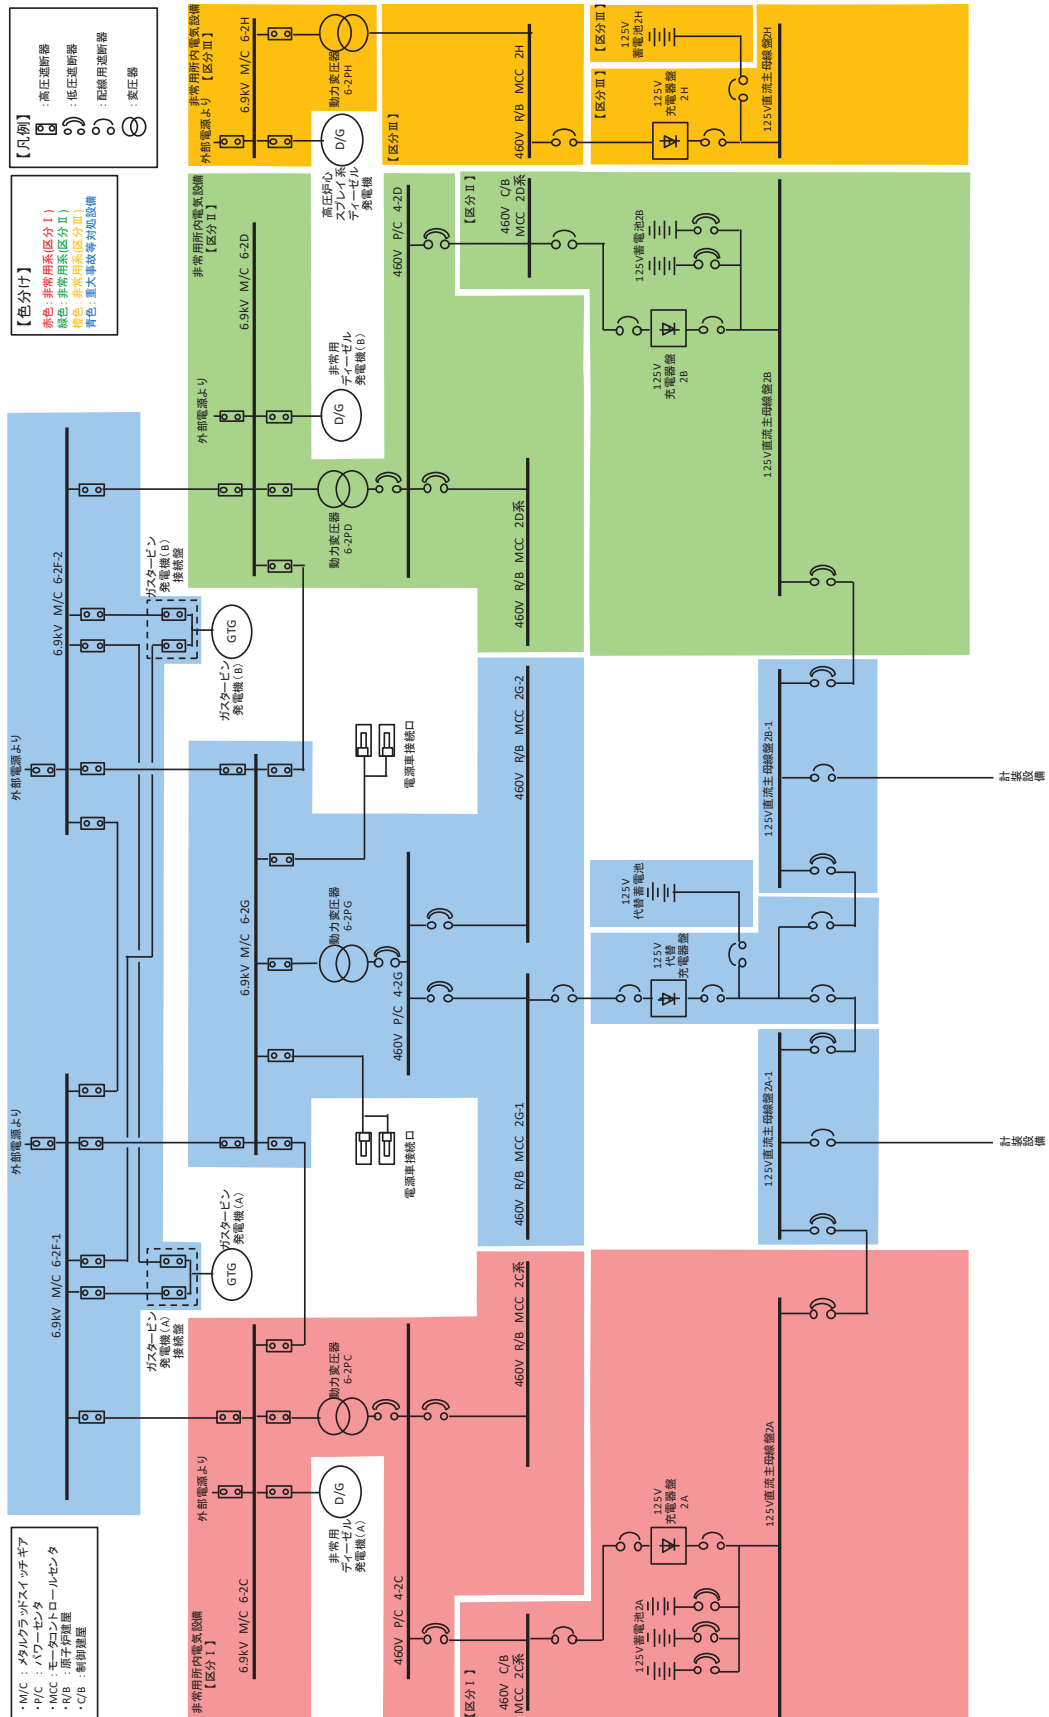 ・M/C ：メタルクラッドスイッチギア
・P/C ：パワーセンタ
・MCC ：モータコントロールセンタ
・R/B ：原子炉建屋
・C/B ：制御建屋
【色分け】
赤色：非常用系(区分Ⅰ)
緑色：非常用系(区分Ⅱ)
橙色：非常用系(区分Ⅲ)
青色：重大事故等対処設備
【凡例】
：高圧遮断器
：低圧遮断器
：配線用遮断器
：変圧器
外部電源より
6.9kV M/C 6-2F-1
外部電源より
6.9kV M/C 6-2F-2
ガスタービン
発電機(A)
接続盤
GTG
ガスタービン
発電機(A)
ガスタービン
発電機(B)
接続盤
GTG
ガスタービン
発電機(B)
非常用所内電気設備
【区分Ⅰ】
外部電源より
6.9kV M/C 6-2C
D/G
非常用
ディーゼル
発電機(A)
動力変圧器
6-2PC
460V P/C 4-2C
460V R/B MCC 2C系
【区分Ⅰ】
460V C/B
MCC 2C系
125V蓄電池2A
125V
充電器盤
2A
125V直流主母線盤2A
6.9kV M/C 6-2G
電源車接続口
動力変圧器
6-2PG
電源車接続口
460V P/C 4-2G
460V R/B MCC 2G-1
460V R/B MCC 2G-2
125V
代替
充電器盤
125V
代替蓄電池
125V直流主母線盤2A-1
計装
設備
125V直流主母線盤2B-1
計装
設備
非常用所内電気設備
【区分Ⅱ】
外部電源より
6.9kV M/C 6-2D
動力変圧器
6-2PD
D/G
非常用
ディーゼル
発電機(B)
460V P/C 4-2D
460V R/B MCC 2D系
【区分Ⅱ】
460V C/B
MCC 2D系
125V蓄電池2B
125V
充電器盤
2B
125V直流主母線盤2B
非常用所内電気設備
【区分Ⅲ】
外部電源より
6.9kV M/C 6-2H
D/G
高圧炉心
スプレイ系
ディーゼル
発電機
動力変圧器
6-2PH
【区分Ⅲ】
460V R/B MCC 2H
【区分Ⅲ】
125V
充電器盤
2H
【区分Ⅲ】
125V
蓄電池2H
125V直流主母線盤2H